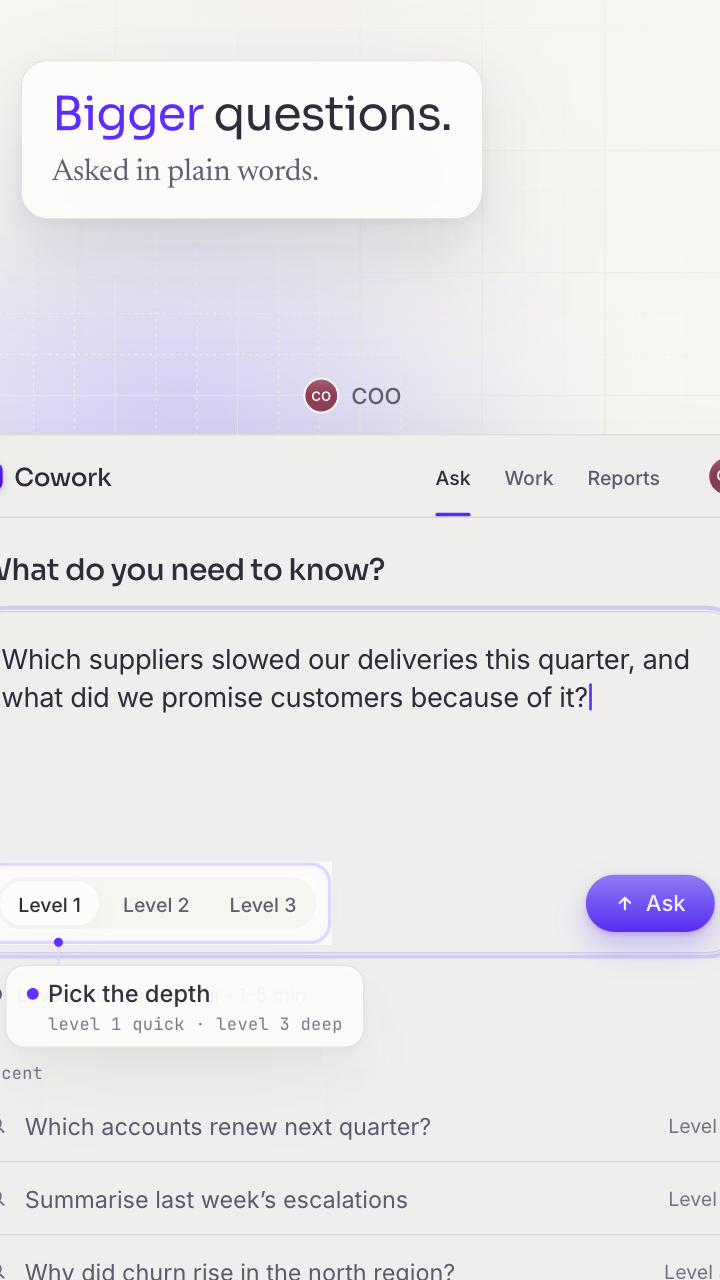 Bigger questions.
Asked in plain words.
CO COO
Cowork Ask Work Reports
What do you need to know?
Which suppliers slowed our deliveries this quarter, and
what did we promise customers because of it?
Level 1 Level 2 Level 3 Ask
Pick the depth
1–5 min
level 1 quick · level 3 deep
cent
Which accounts renew next quarter? Level
Summarise last week’s escalations Level
Why did churn rise in the north region? Level